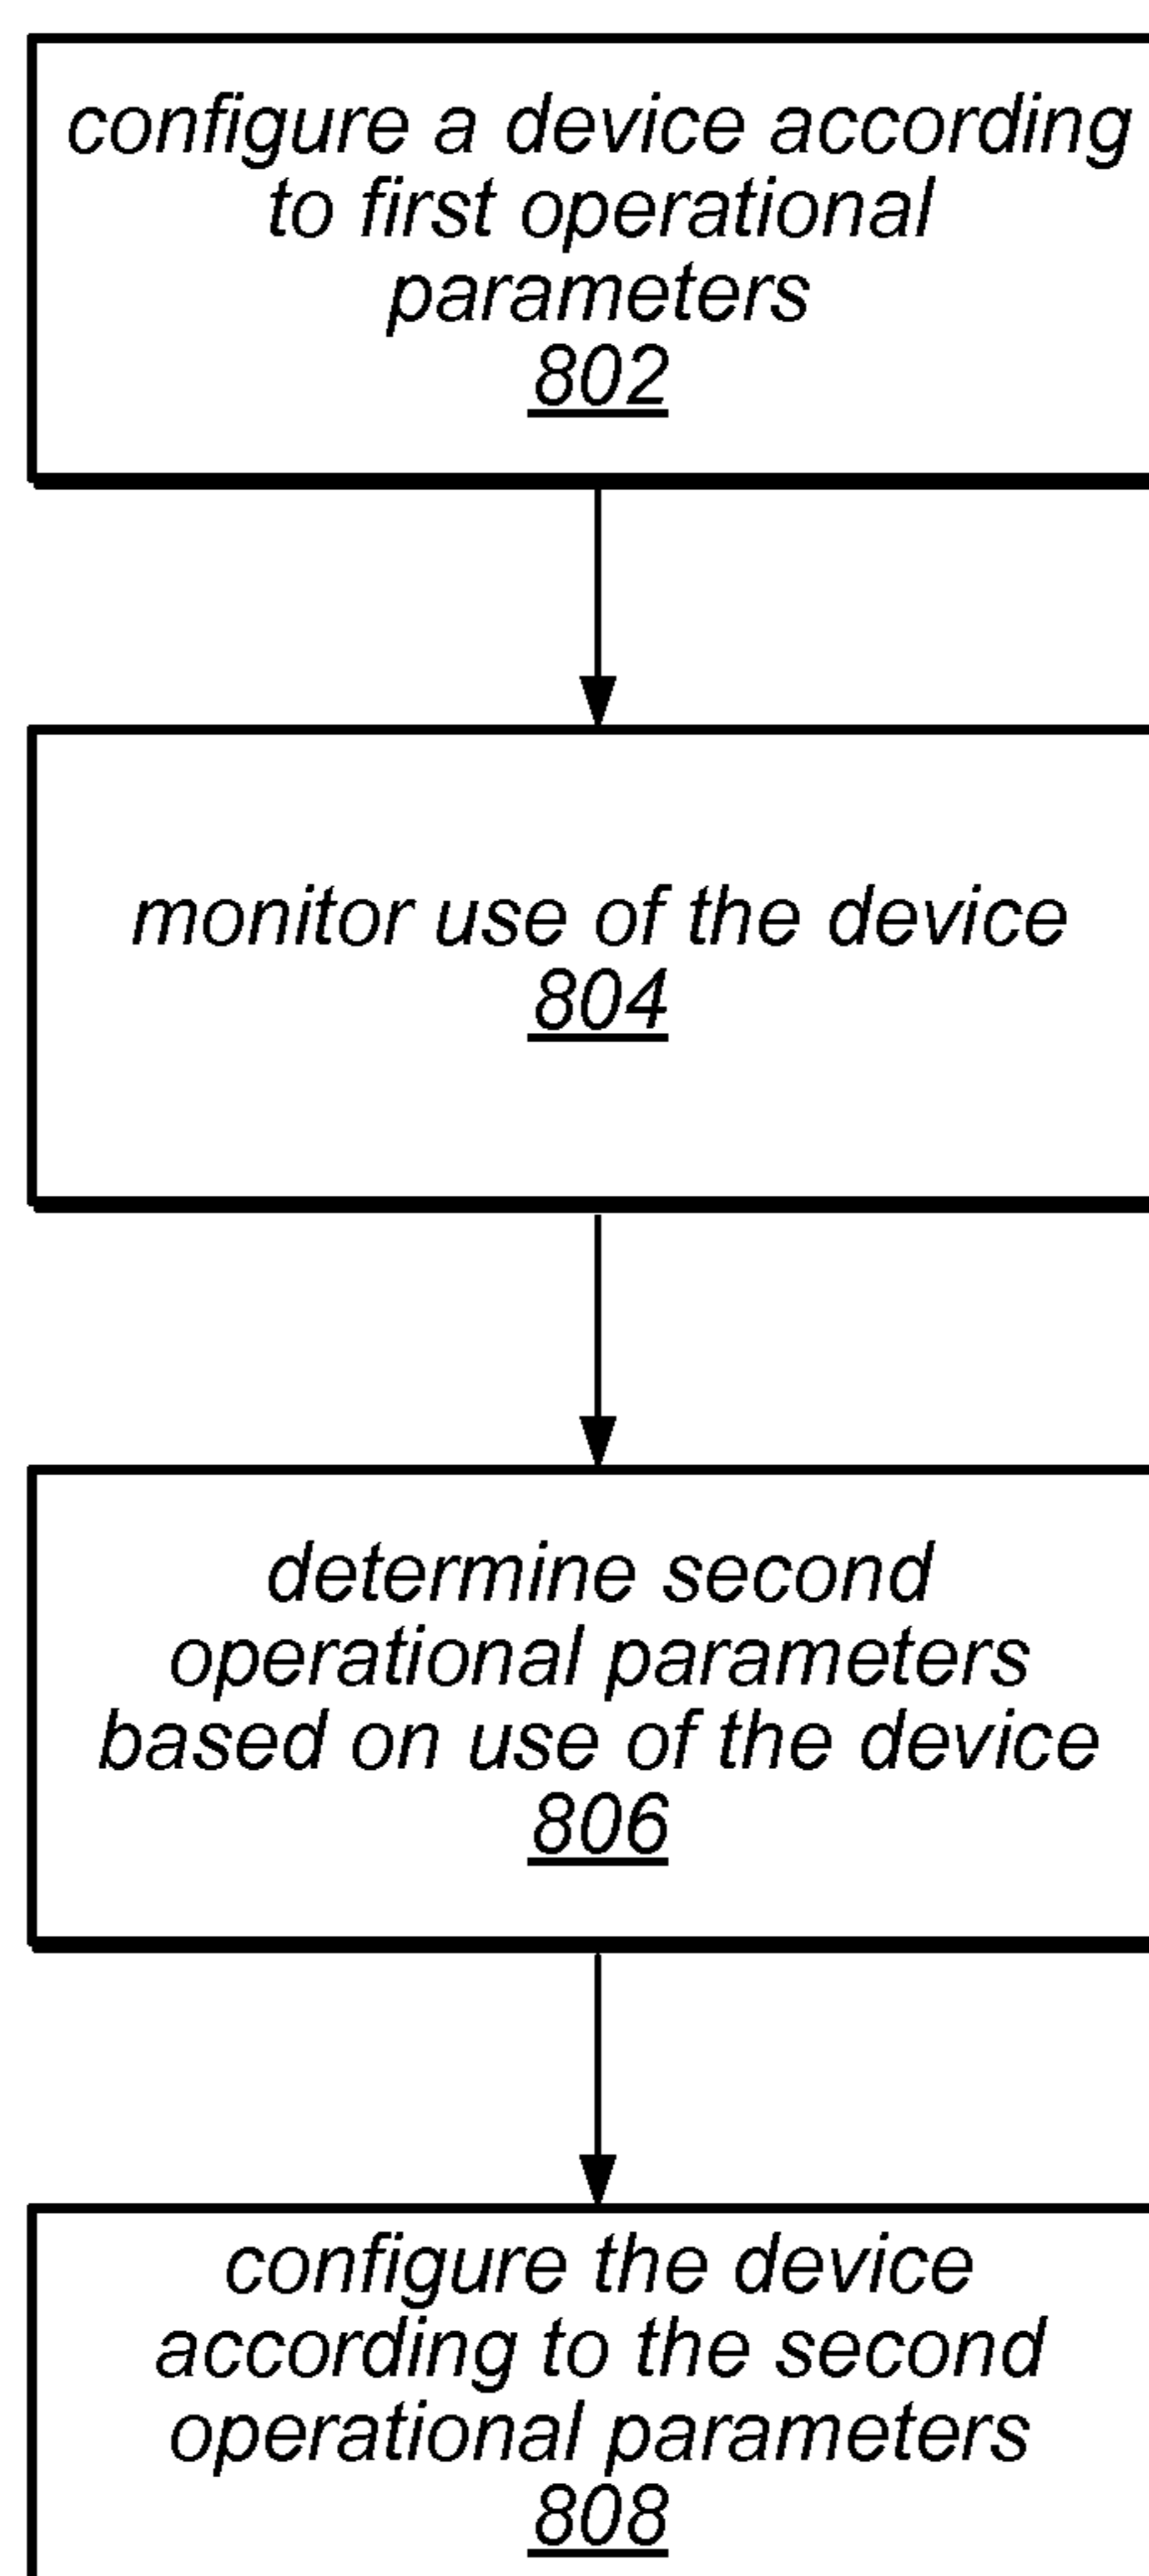 configure a device according
to first operational
parameters
802
monitor use of the device
804
determine second
operational parameters
based on use of the device
806
configure the device
according to the second
operational parameters
808